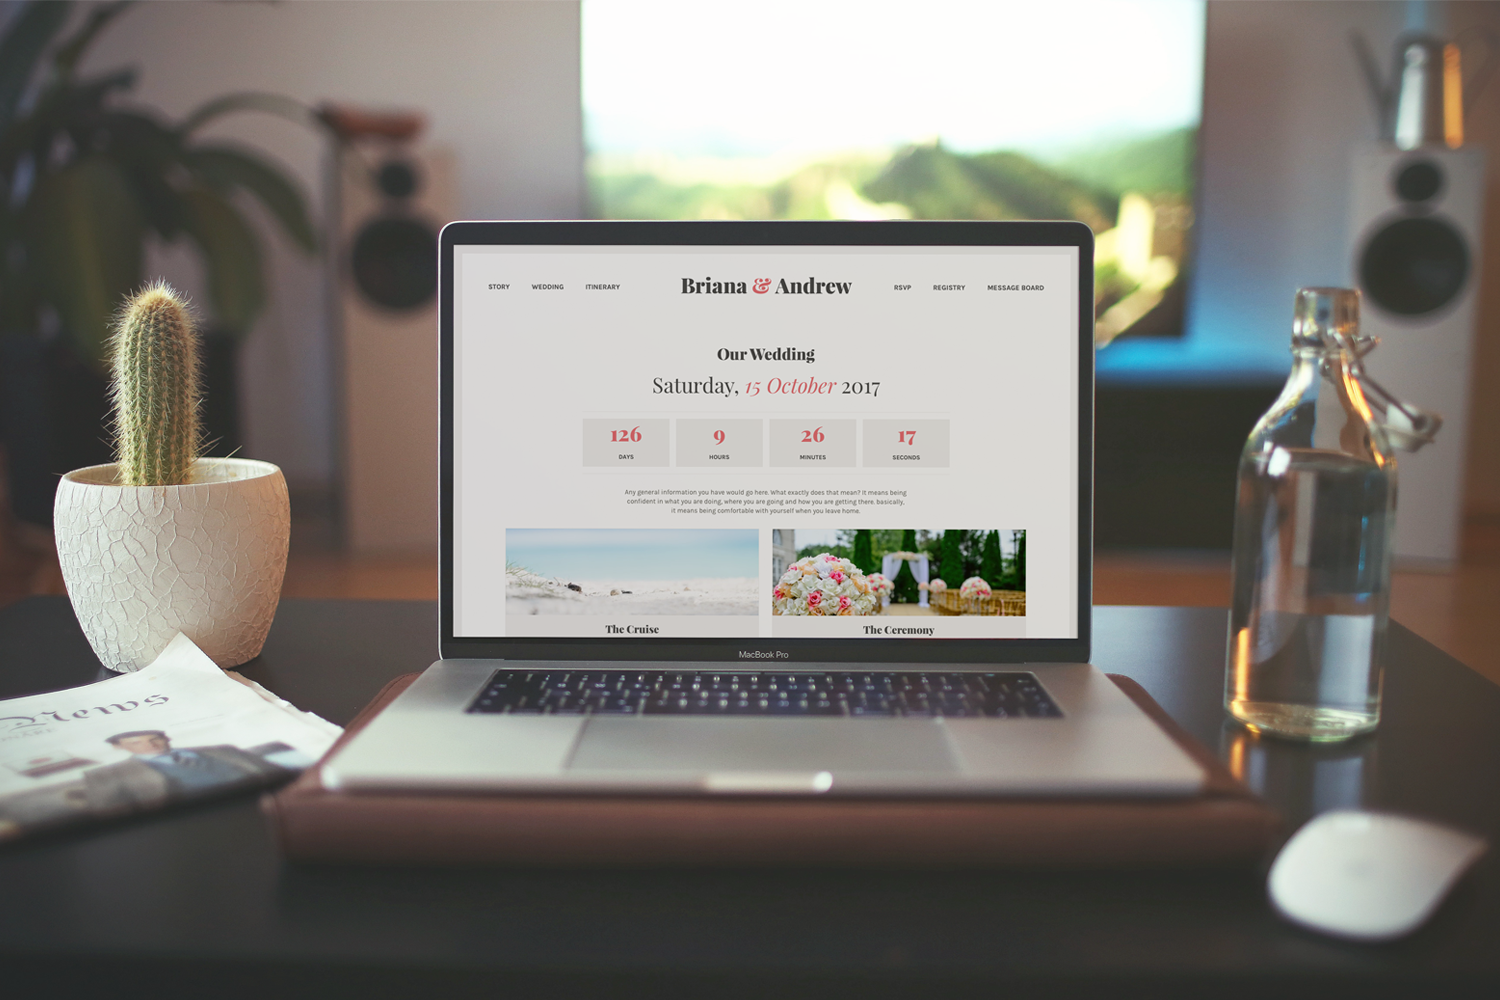 STORY WEDDING ITINERARY Briana & Andrew RSVP REGISTRY MESSAGE BOARD
Our Wedding
Saturday, 15 October 2017
126 9 26 17
DAYS HOURS MINUTES SECONDS
Any general information you have would go here. What exactly does that mean? It means being
confident in what you are doing, where you are going and how you are getting there. basically,
it means being comfortable with yourself when you leave home.
The Cruise The Ceremony
MacBook Pro
News